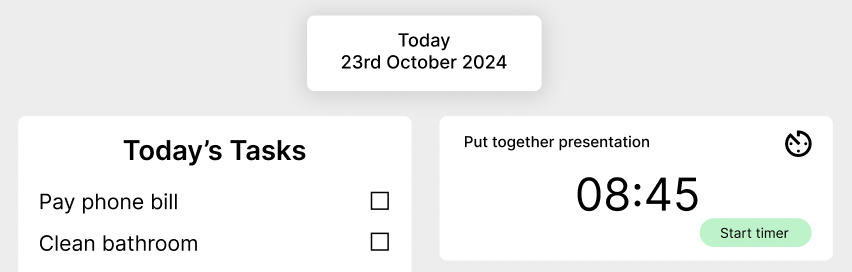 Today
23rd October 2024
Today’s Tasks
Pay phone bill
Clean bathroom
Put together presentation
08:45
Start timer